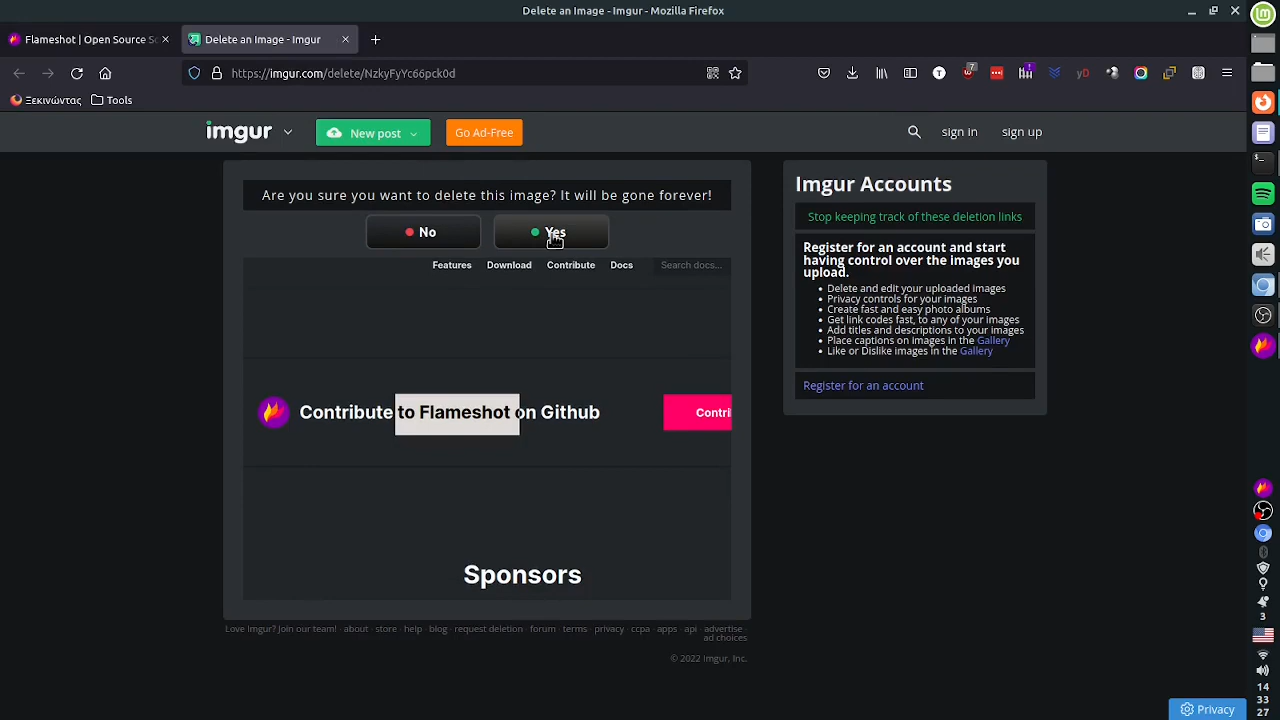 Delete an Image - Imgur - Mozilla Firefox
Flameshot | Open Source Sc
Delete an Image - Imgur
https://imgur.com/delete/NzkyFyYc66pck0d
7
Ξεκινώντας
Tools
imgur
New post
Go Ad-Free
sign in
sign up
Are you sure you want to delete this image? It will be gone forever!
No
Yes
Features
Download
Contribute
Docs
Search docs...
Contribute to Flameshot on Github
Contri
Sponsors
Imgur Accounts
Stop keeping track of these deletion links
Register for an account and start
having control over the images you
upload.
Delete and edit your uploaded images
Privacy controls for your images
Create fast and easy photo albums
Get link codes fast, to any of your images
Add titles and descriptions to your images
Place captions on images in the Gallery
Like or Dislike images in the Gallery
Register for an account
Love Imgur? Join our team! · about · store · help · blog · request deletion · forum · terms · privacy · ccpa · apps · api · advertise ·
ad choices
© 2022 Imgur, Inc.
3
14
33
27
Privacy